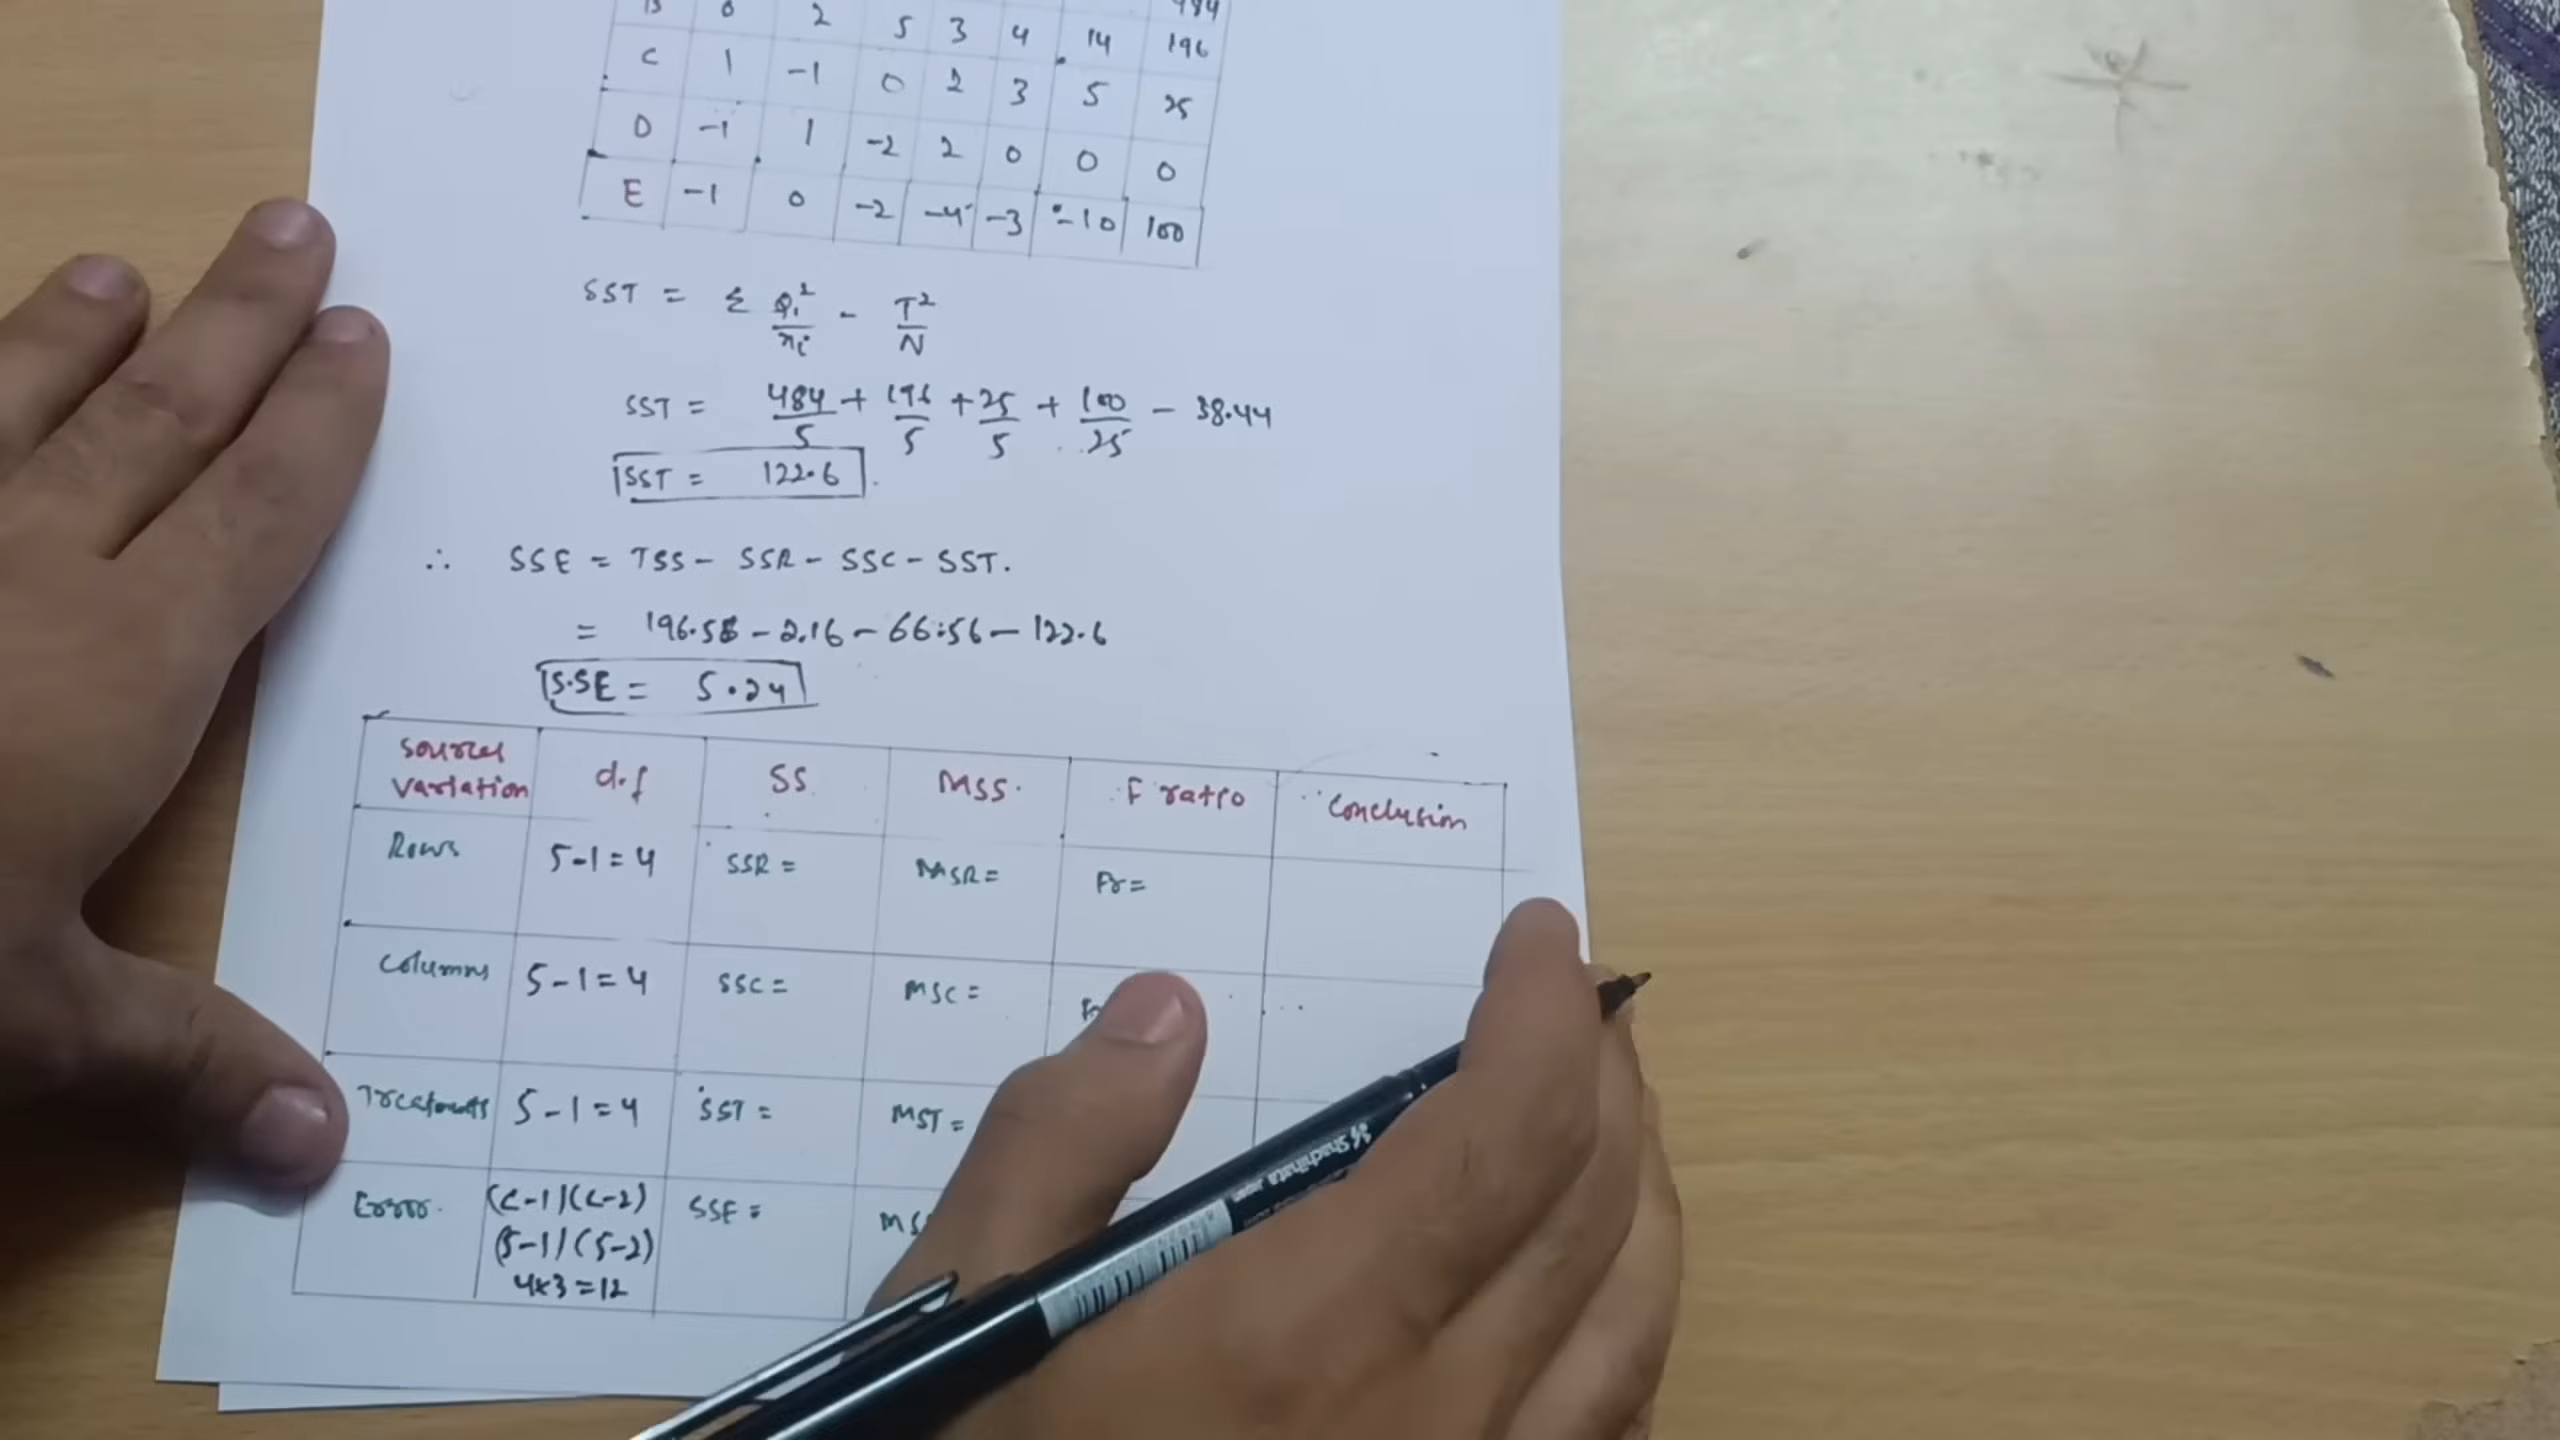 B 0 2 5 3 4 14 196
C 1 -1 0 2 3 5 25
D -1 1 -2 2 0 0 0
E -1 0 -2 -4 -3 -10 100
SST = Σ Qi²/ni - T²/N
SST = 484/5 + 196/5 + 25/5 + 100/25 - 38.44
SST = 122.6
∴ SSE = TSS - SSR - SSC - SST.
= 196.56 - 2.16 - 66.56 - 122.6
S.SE = 5.24
Sources variation d.f SS MSS. F ratio Conclusion
Rows 5-1=4 SSR = MSR = Fr =
Columns 5-1=4 SSC = MSC =
Treatments 5-1=4 SST = MST =
Error. (c-1)(c-2) SSE =
(5-1)(5-2)
4x3=12
Shachihata